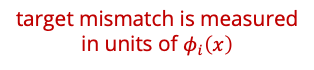 target mismatch is measured
in units of ϕᵢ(x)